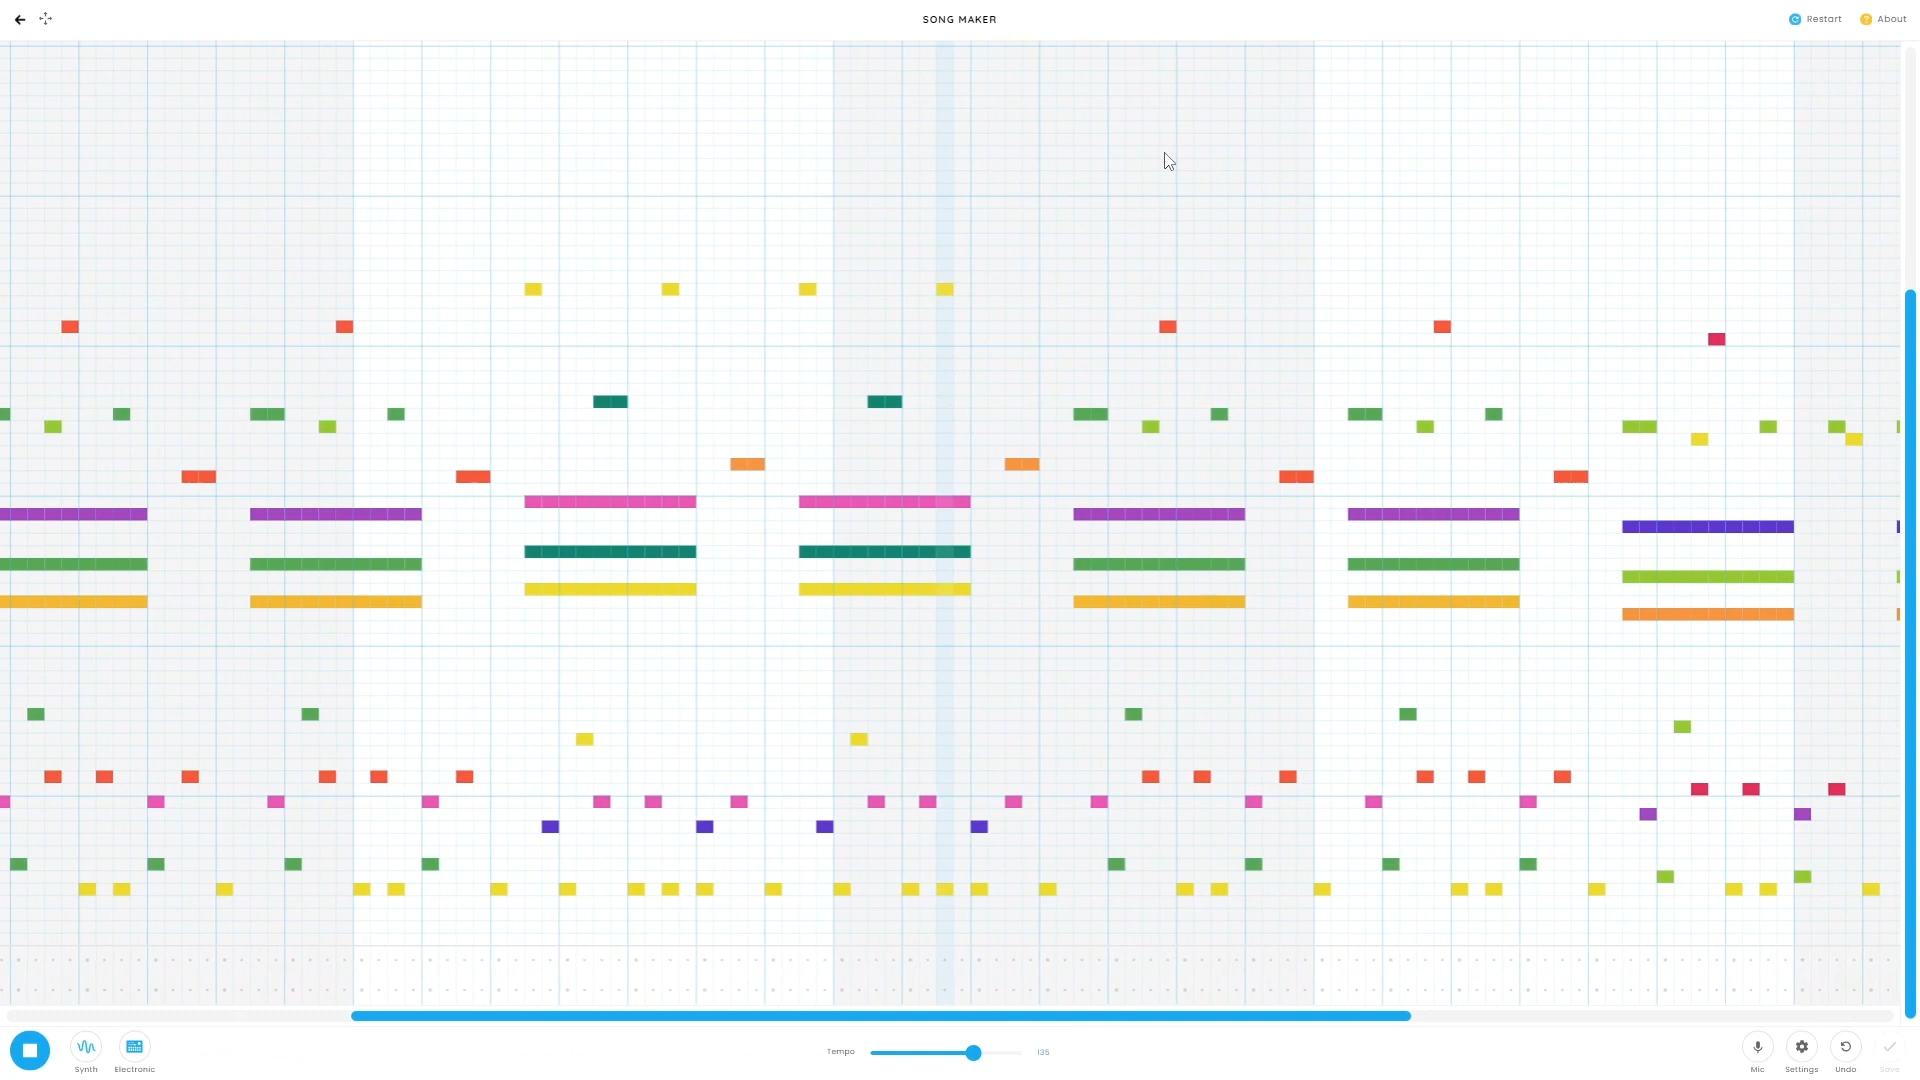 SONG MAKER
Restart
About
Synth
Electronic
Tempo
135
Mic
Settings
Undo
Save